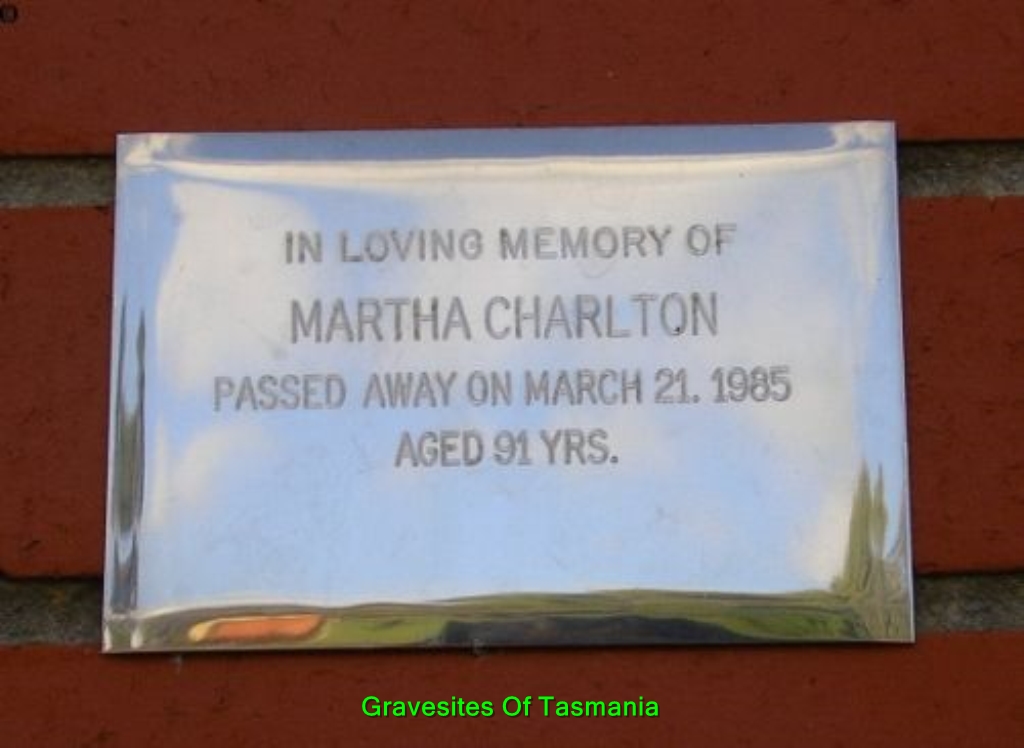 IN LOVING MEMORY OF
MARTHA CHARLTON
PASSED AWAY ON MARCH 21. 1985
AGED 91 YRS.
Gravesites Of Tasmania